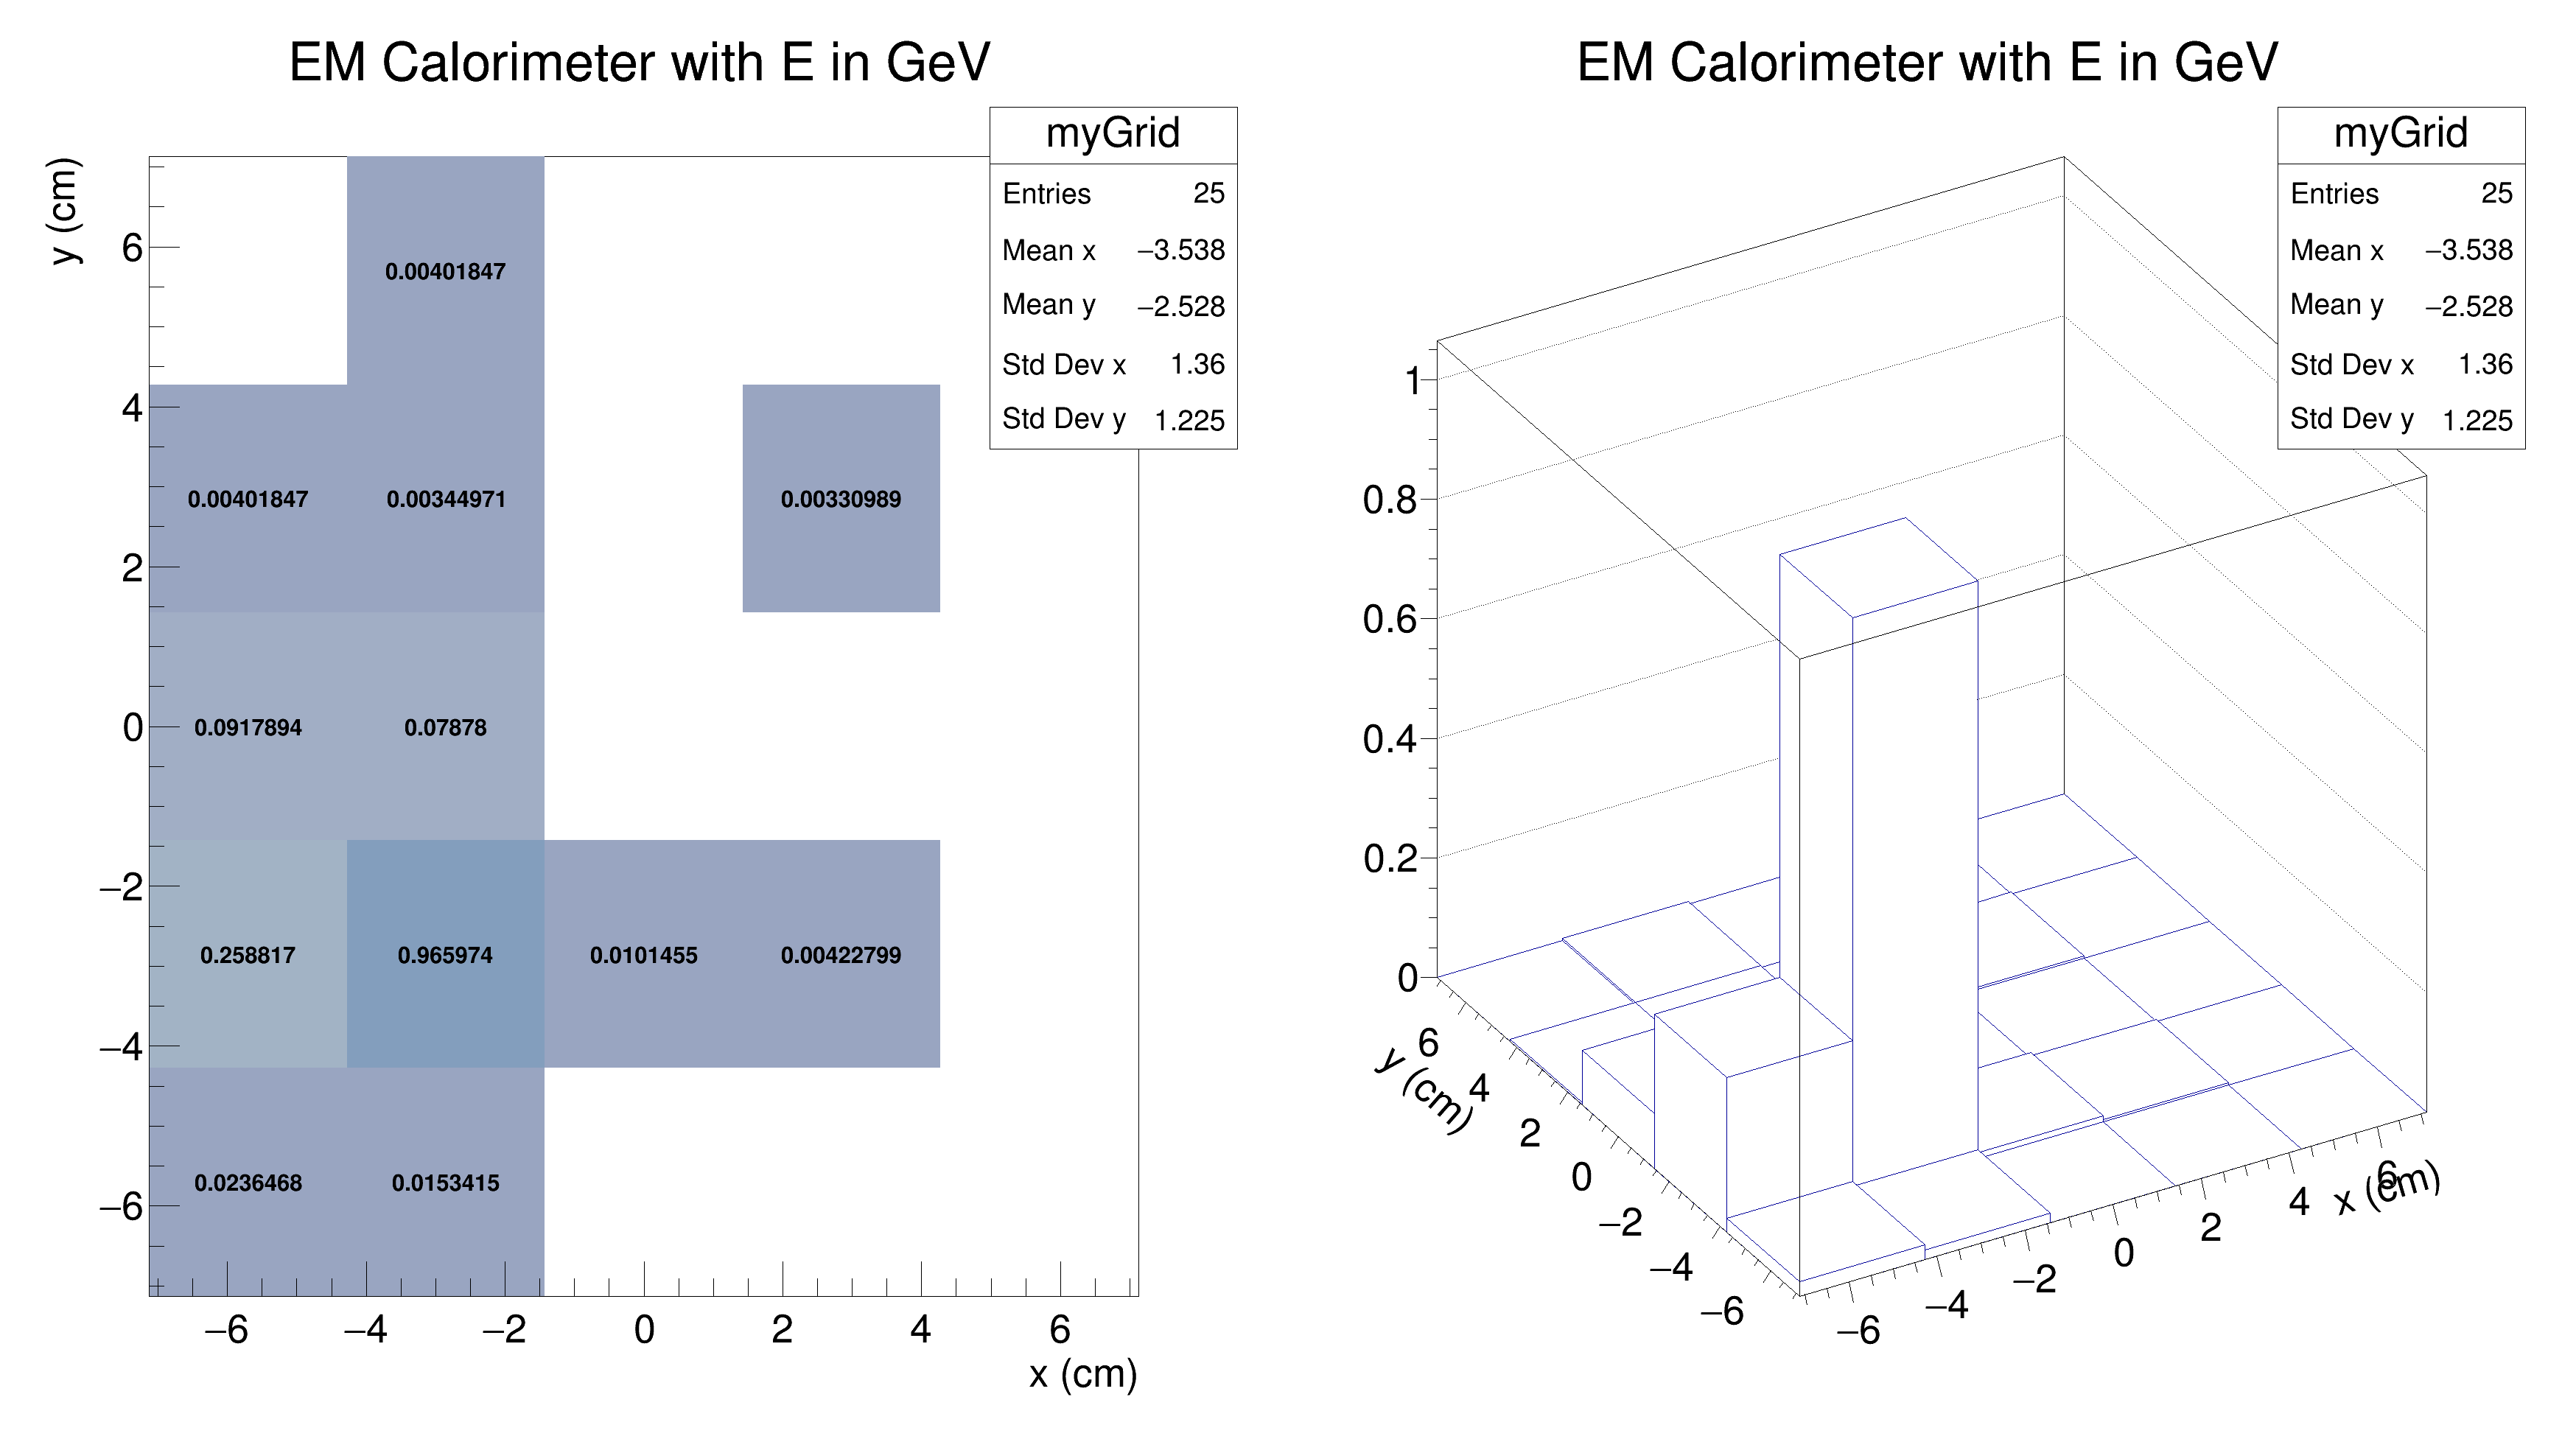 EM Calorimeter with E in GeV
myGrid
Entries 25
Mean x −3.538
Mean y −2.528
Std Dev x 1.36
Std Dev y 1.225
y (cm)
6
4
2
0
−2
−4
−6
0.00401847
0.00401847 0.00344971 0.00330989
0.0917894 0.07878
0.258817 0.965974 0.0101455 0.00422799
0.0236468 0.0153415
−6 −4 −2 0 2 4 6
x (cm)
EM Calorimeter with E in GeV
myGrid
Entries 25
Mean x −3.538
Mean y −2.528
Std Dev x 1.36
Std Dev y 1.225
1
0.8
0.6
0.4
0.2
0
y (cm)
6
4
2
0
−2
−4
−6
−6 −4 −2 0 2 4 6
x (cm)